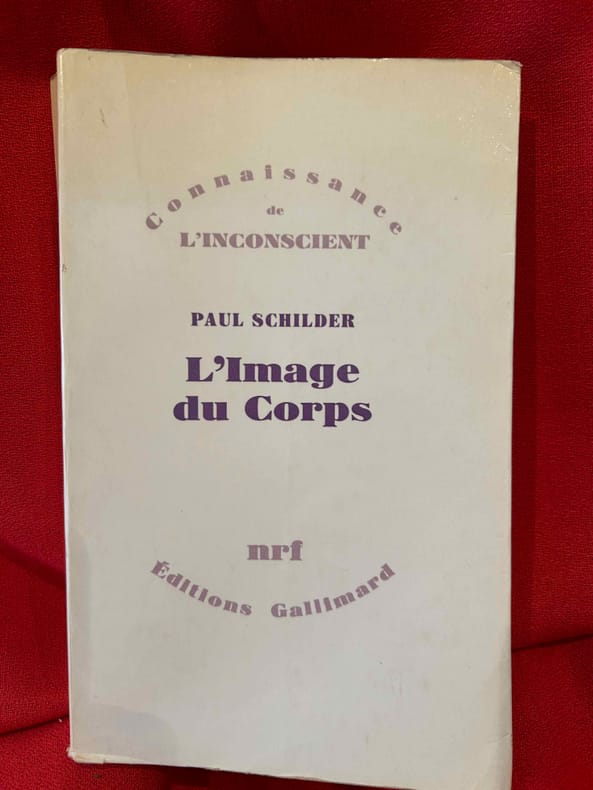 Connaissance
de
L'INCONSCIENT
PAUL SCHILDER
L'Image
du Corps
nrf
Éditions Gallimard